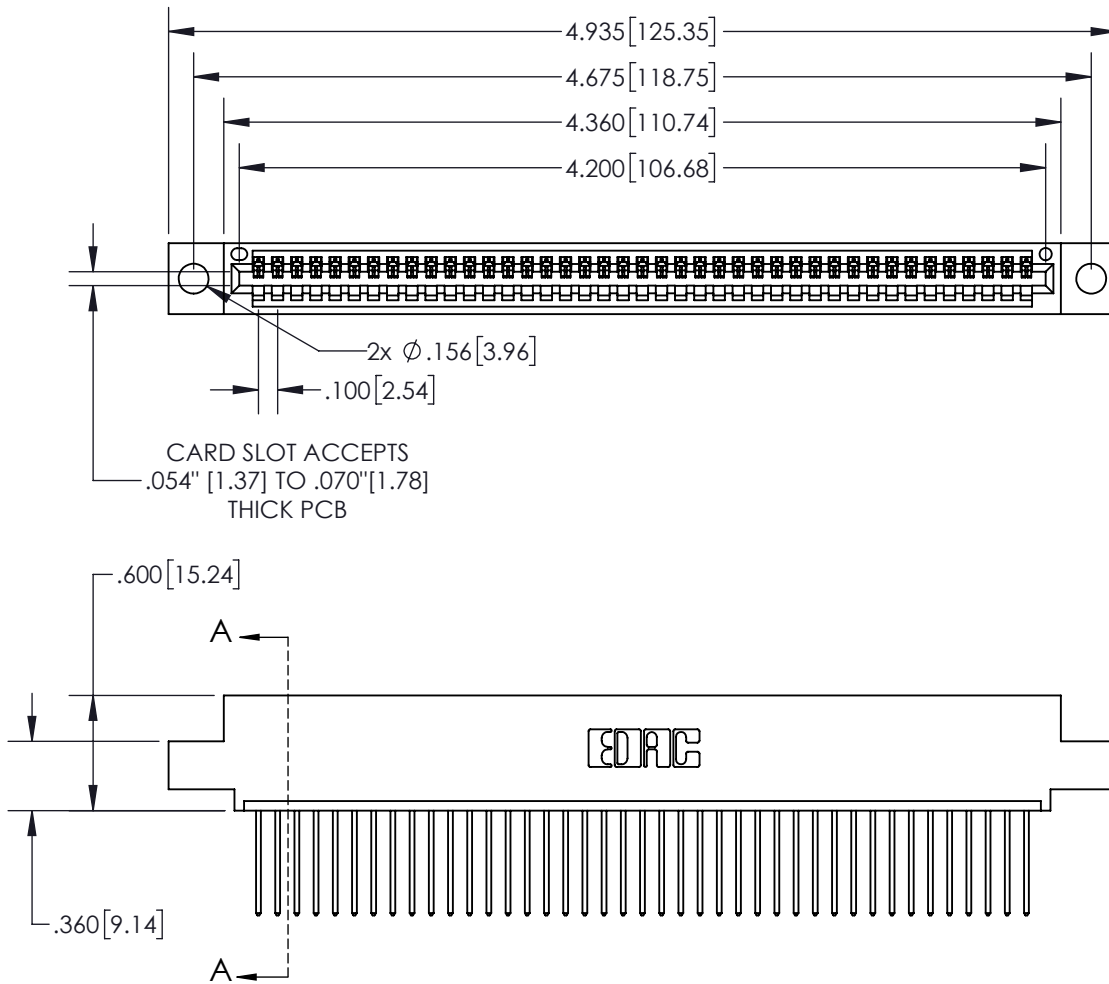 4.935[125.35]
4.675[118.75]
4.360[110.74]
4.200[106.68]
2x Ø .156[3.96]
.100[2.54]
CARD SLOT ACCEPTS
.054" [1.37] TO .070"[1.78]
THICK PCB
.600[15.24]
A
EDAC
.360[9.14]
A